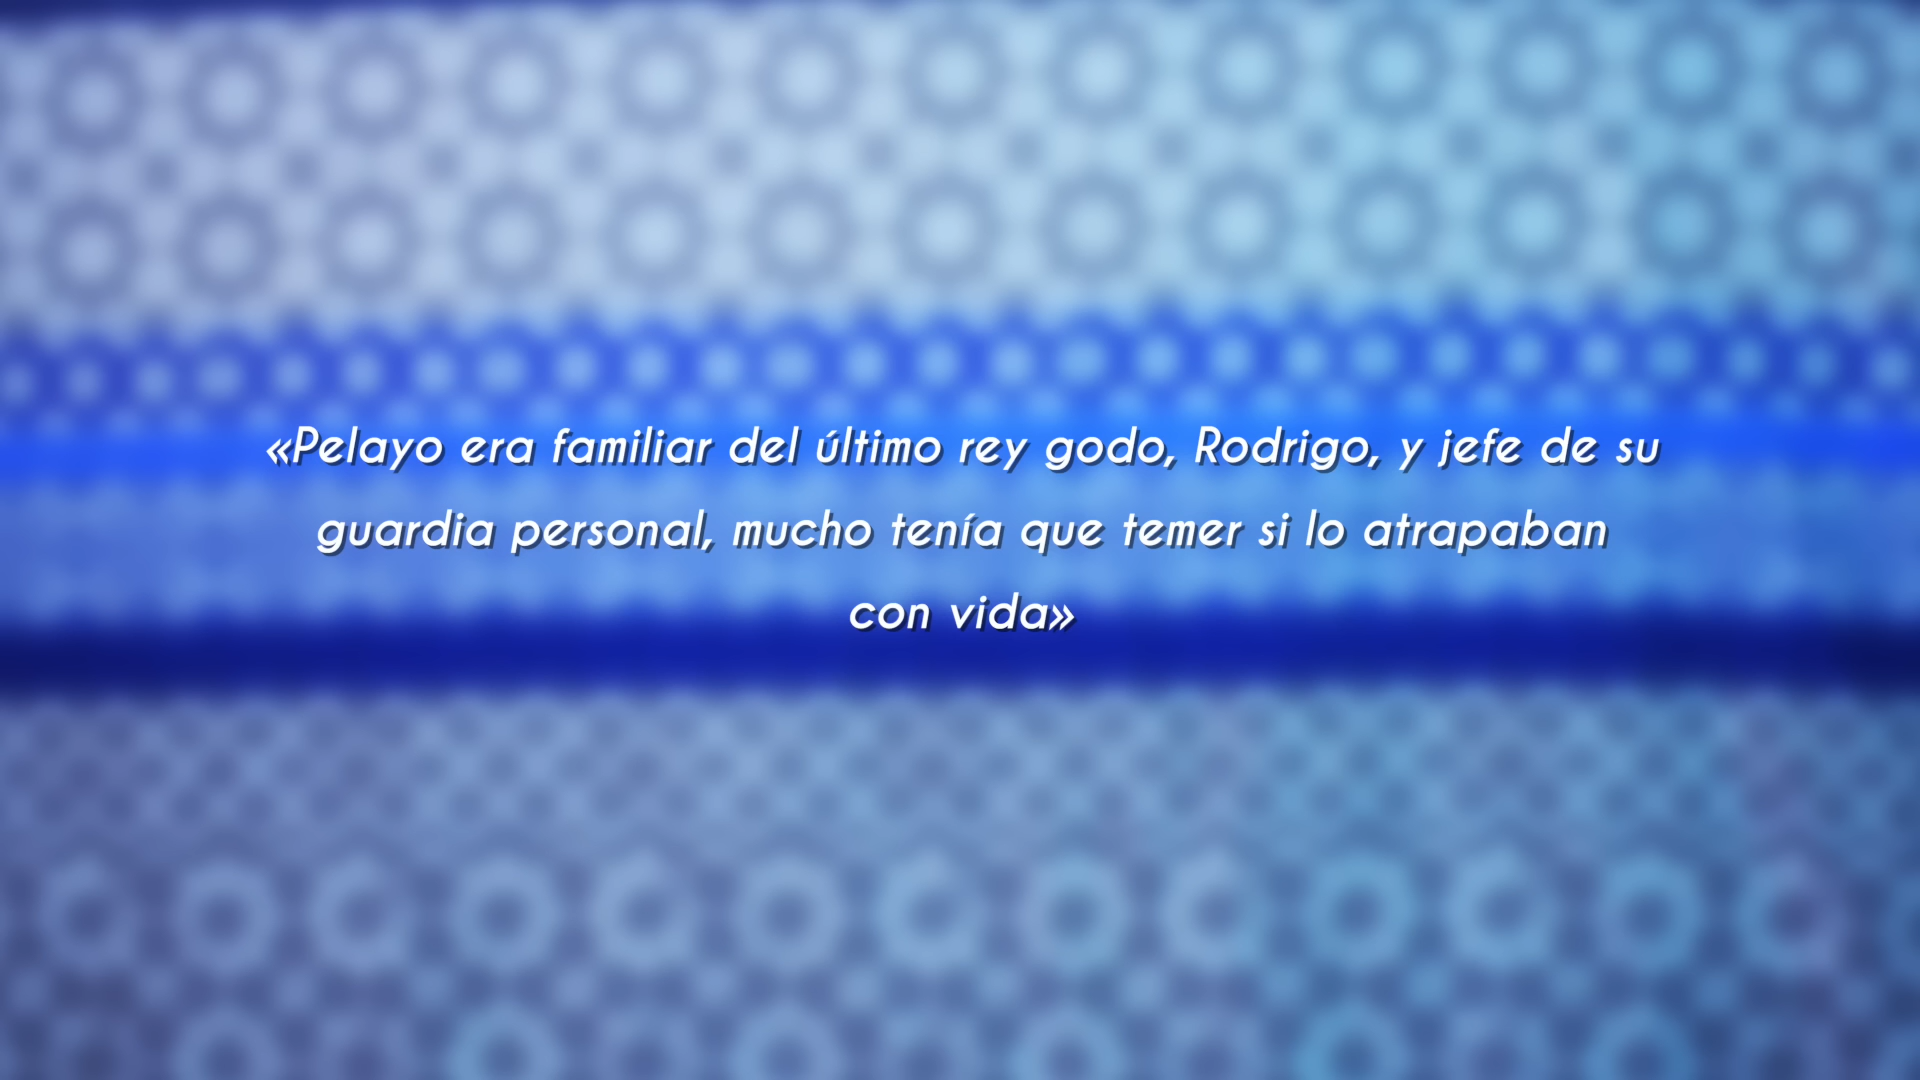 «Pelayo era familiar del último rey godo, Rodrigo, y jefe de su
guardia personal, mucho tenía que temer si lo atrapaban
con vida»